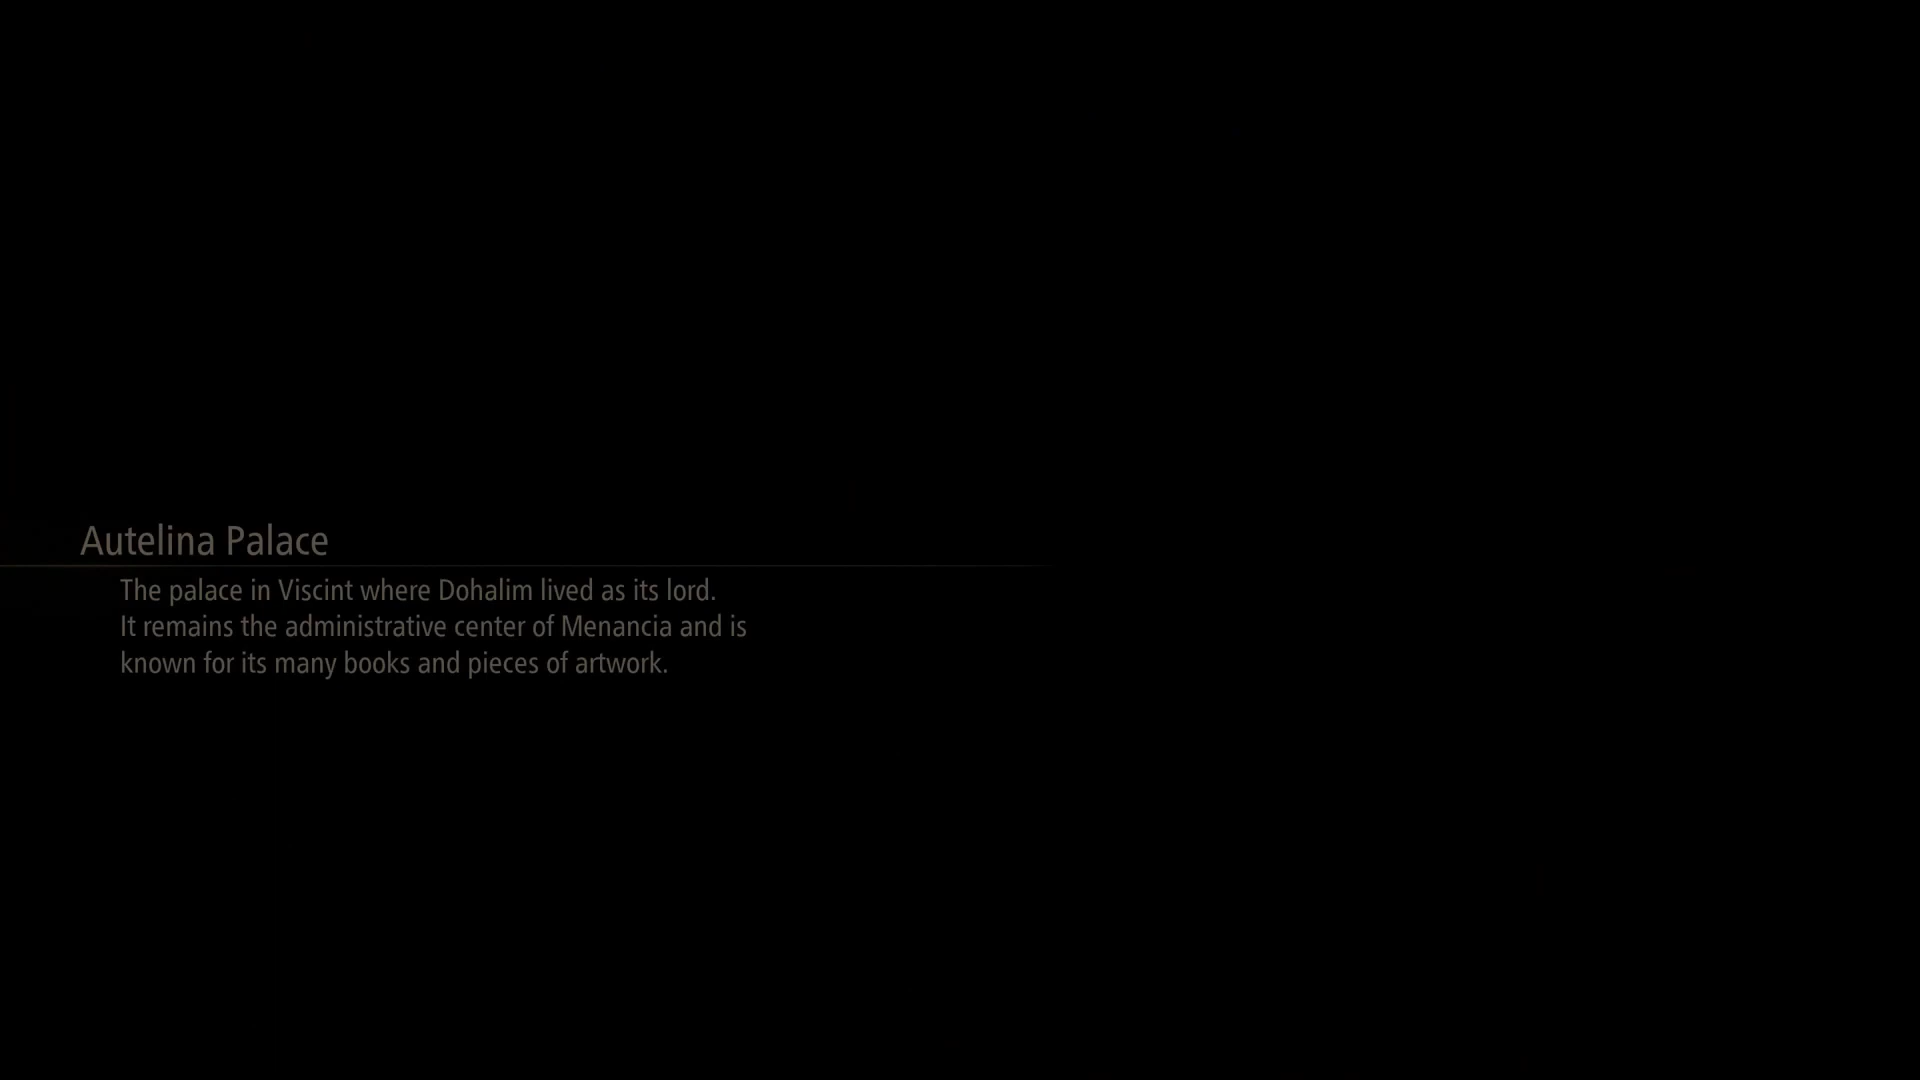 Autelina Palace
The palace in Viscint where Dohalim lived as its lord.
It remains the administrative center of Menancia and is
known for its many books and pieces of artwork.